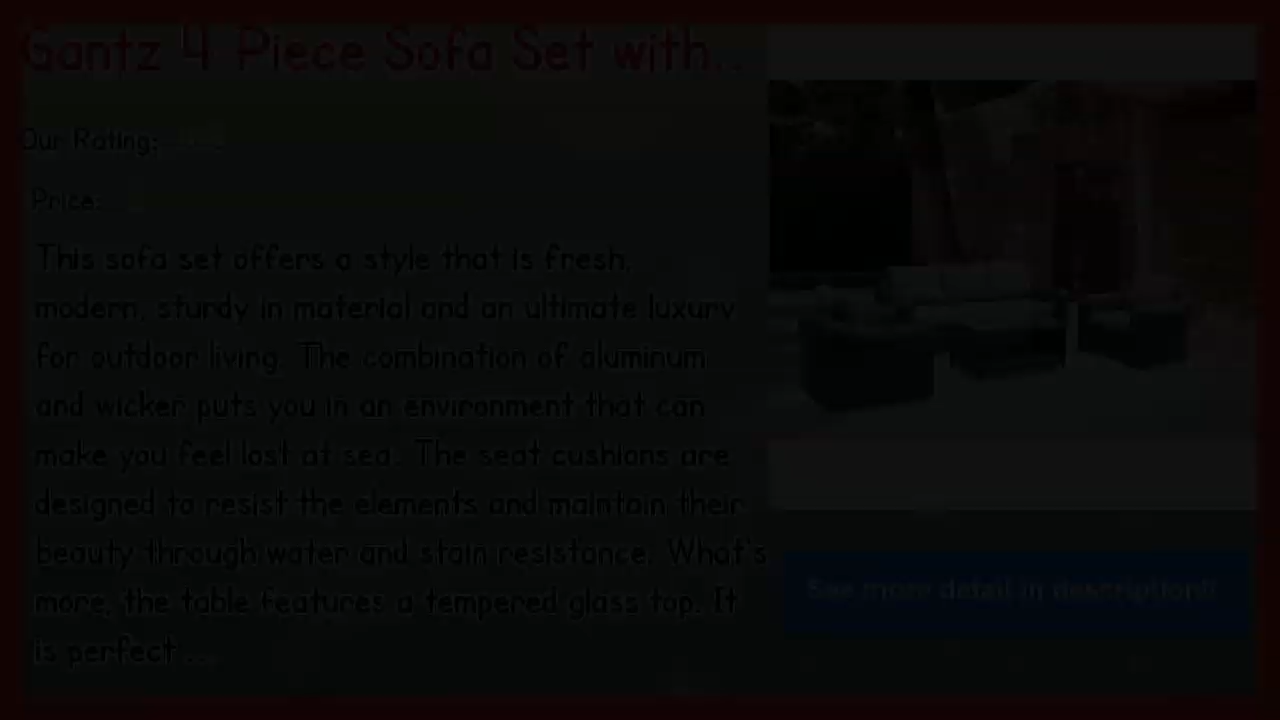 Gantz 4 Piece Sofa Set with...
Our Rating:
Price:
This sofa set offers a style that is fresh,
modern, sturdy in material and an ultimate luxury
for outdoor living. The combination of aluminum
and wicker puts you in an environment that can
make you feel lost at sea. The seat cushions are
designed to resist the elements and maintain their
beauty through water and stain resistance. What's
more, the table features a tempered glass top. It
is perfect ...
See more detail in description!!